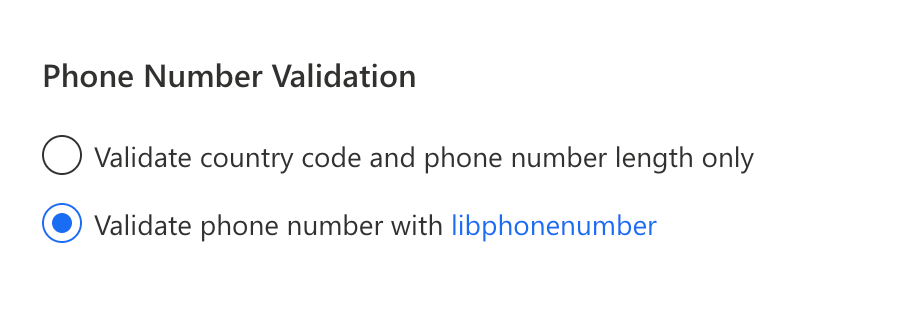 Phone Number Validation
Validate country code and phone number length only
Validate phone number with libphonenumber